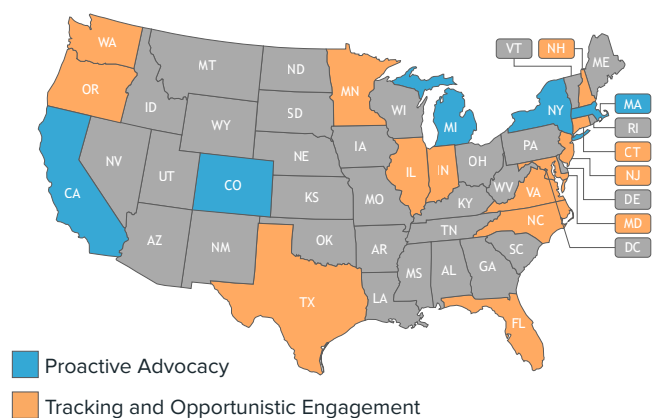 WA
OR
CA
NV
ID
MT
WY
UT
AZ
CO
NM
ND
SD
NE
KS
OK
TX
MN
IA
MO
AR
LA
WI
IL
MI
IN
OH
KY
TN
MS
AL
GA
FL
SC
NC
VA
WV
PA
NY
ME
VT
NH
MA
RI
CT
NJ
DE
MD
DC
Proactive Advocacy
Tracking and Opportunistic Engagement